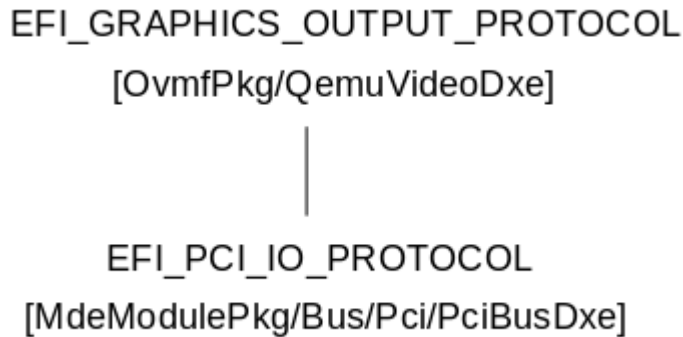 EFI_GRAPHICS_OUTPUT_PROTOCOL
[OvmfPkg/QemuVideoDxe]
EFI_PCI_IO_PROTOCOL
[MdeModulePkg/Bus/Pci/PciBusDxe]